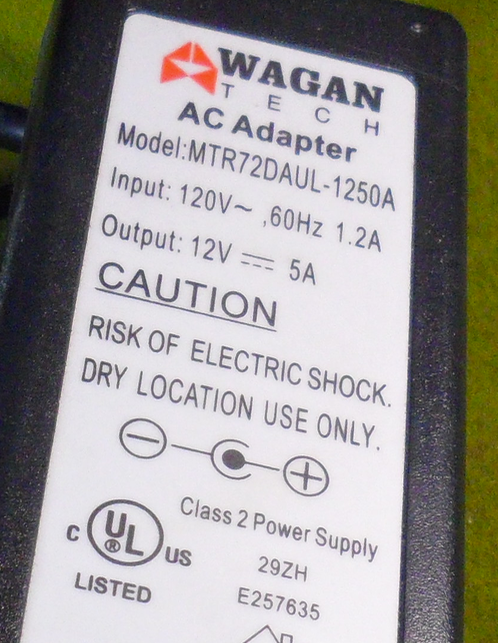 WAGAN
TECH
AC Adapter
Model:MTR72DAUL-1250A
Input: 120V~ ,60Hz 1.2A
Output: 12V ⎓ 5A
CAUTION
RISK OF ELECTRIC SHOCK.
DRY LOCATION USE ONLY.
Class 2 Power Supply
29ZH
E257635
c UL® US
LISTED